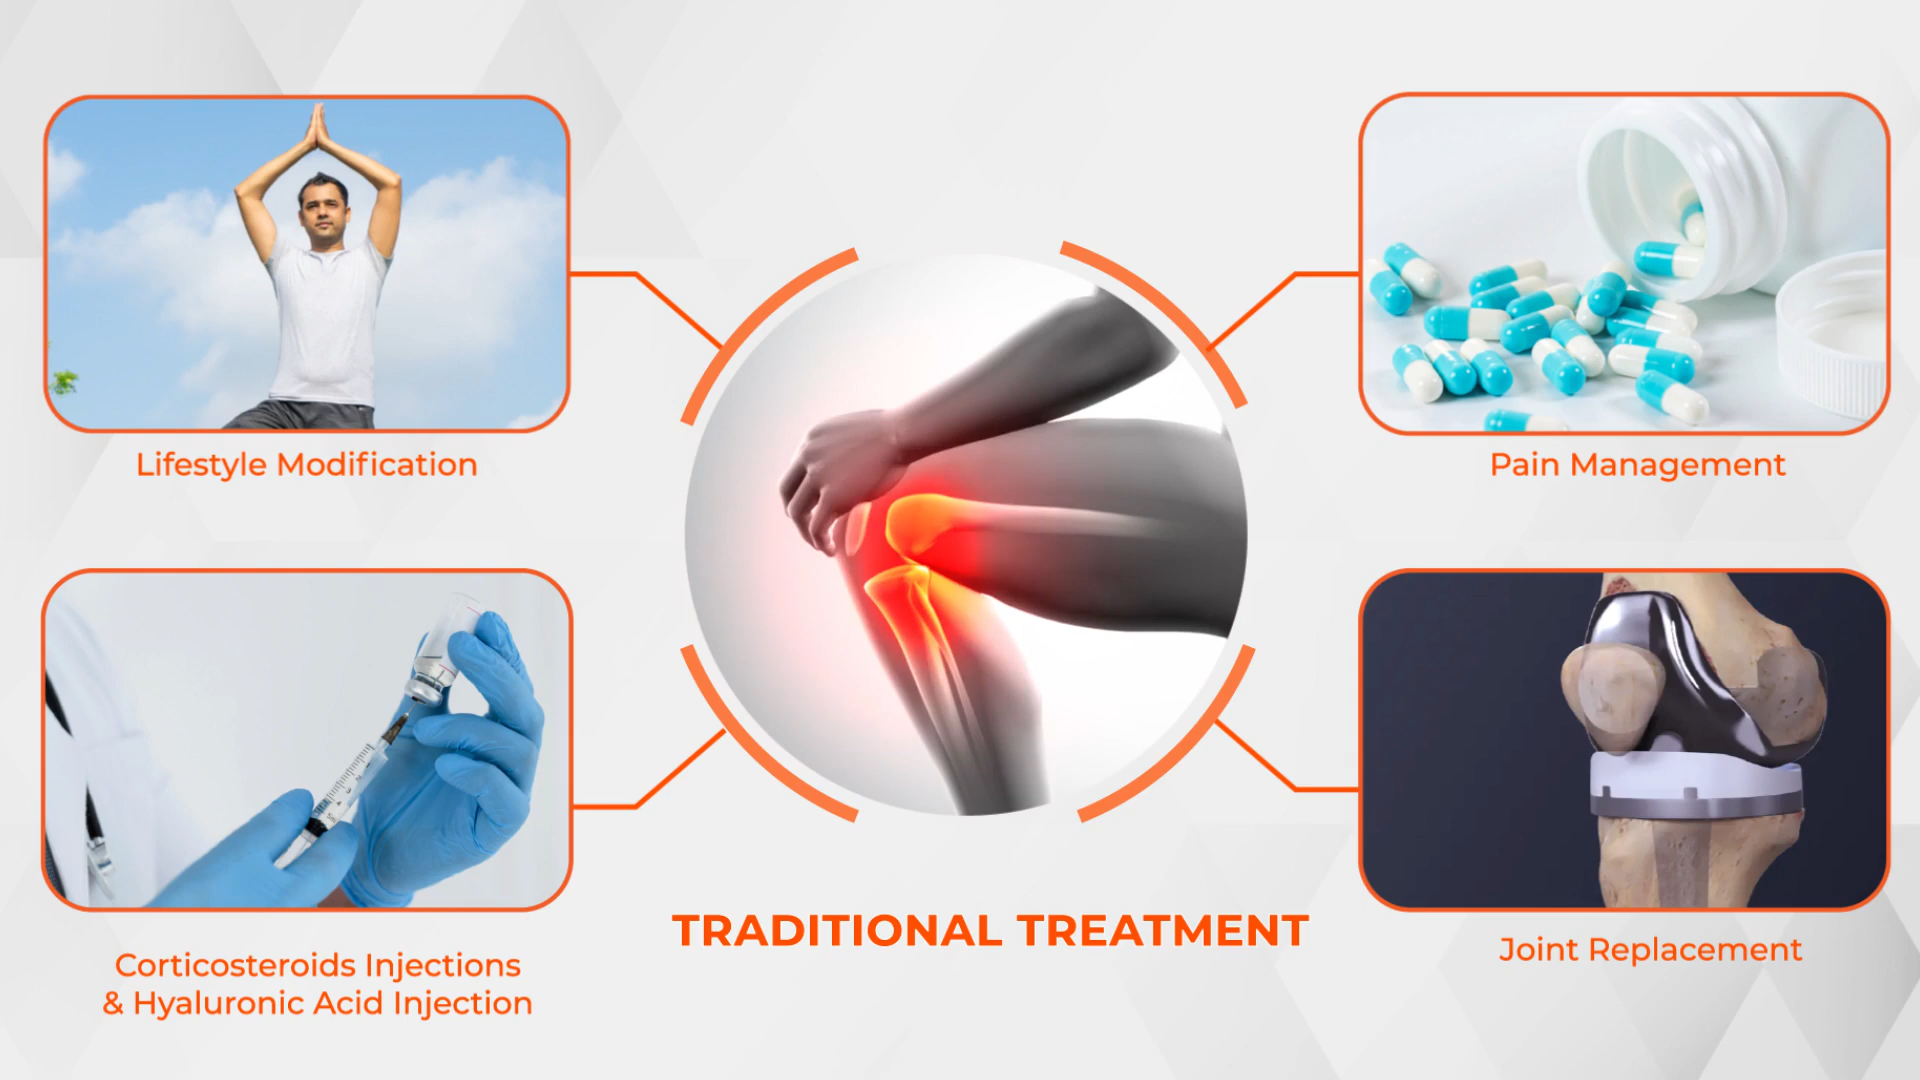 Lifestyle Modification
Pain Management
Corticosteroids Injections
& Hyaluronic Acid Injection
TRADITIONAL TREATMENT
Joint Replacement